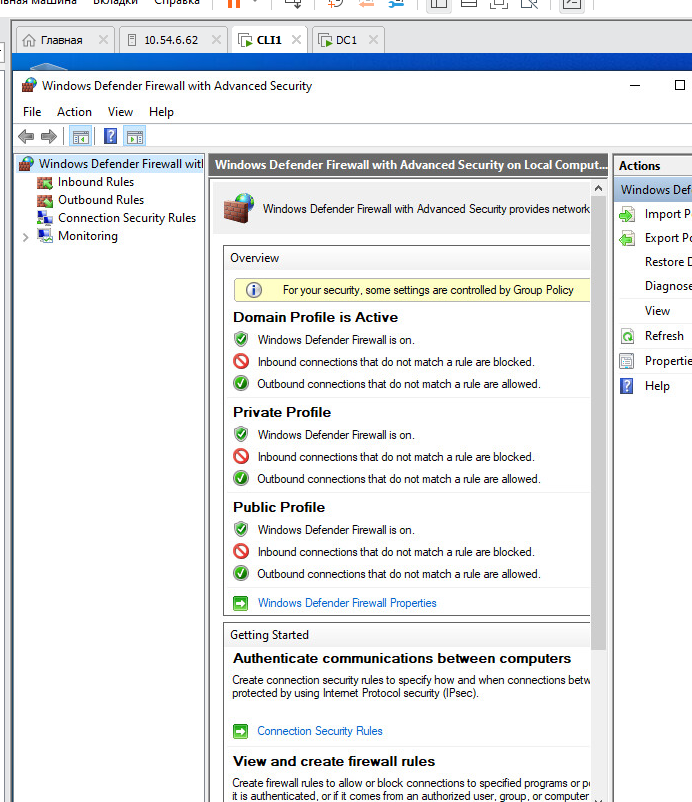 Вкладки Справка
Главная
10.54.6.62
CLI1
DC1
Windows Defender Firewall with Advanced Security
File Action View Help
Windows Defender Firewall wit
Inbound Rules
Outbound Rules
Connection Security Rules
Monitoring
Windows Defender Firewall with Advanced Security on Local Comput...
Windows Defender Firewall with Advanced Security provides network
Overview
For your security, some settings are controlled by Group Policy
Domain Profile is Active
Windows Defender Firewall is on.
Inbound connections that do not match a rule are blocked.
Outbound connections that do not match a rule are allowed.
Private Profile
Windows Defender Firewall is on.
Inbound connections that do not match a rule are blocked.
Outbound connections that do not match a rule are allowed.
Public Profile
Windows Defender Firewall is on.
Inbound connections that do not match a rule are blocked.
Outbound connections that do not match a rule are allowed.
Windows Defender Firewall Properties
Getting Started
Authenticate communications between computers
Create connection security rules to specify how and when connections betw
protected by using Internet Protocol security (IPsec).
Connection Security Rules
View and create firewall rules
Create firewall rules to allow or block connections to specified programs or p
it is authenticated, or if it comes from an authorized user, group, or computer
Actions
Windows Def
Import P
Export Po
Restore D
Diagnose
View
Refresh
Propertie
Help